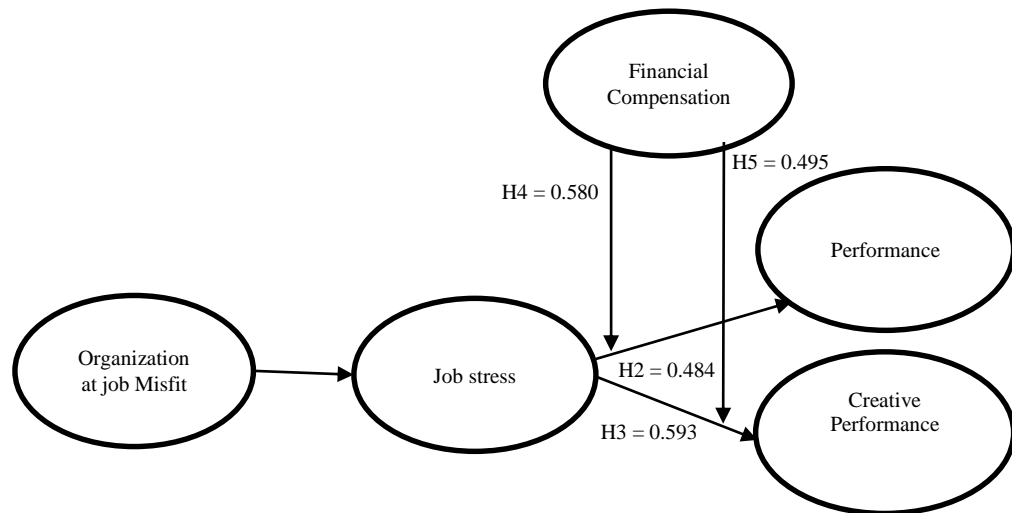 Financial
Compensation
H5 = 0.495
H4 = 0.580
Performance
Organization
at job Misfit
Job stress
H2 = 0.484
H3 = 0.593
Creative
Performance